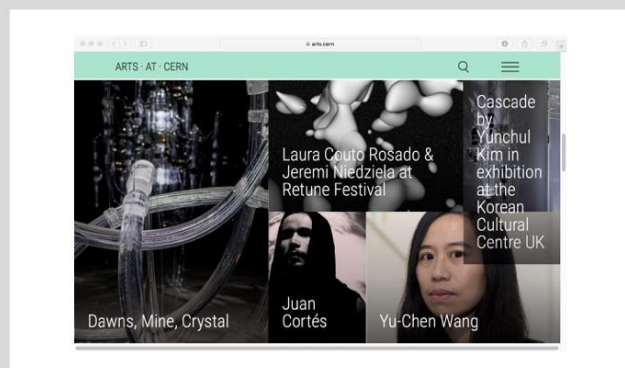 arts.cern
ARTS · AT · CERN
Laura Couto Rosado &
Jeremi Niedziela at
Retune Festival
Cascade
by
Yunchul
Kim in
exhibition
at the
Korean
Cultural
Centre UK
Dawns, Mine, Crystal
Juan
Cortés
Yu-Chen Wang